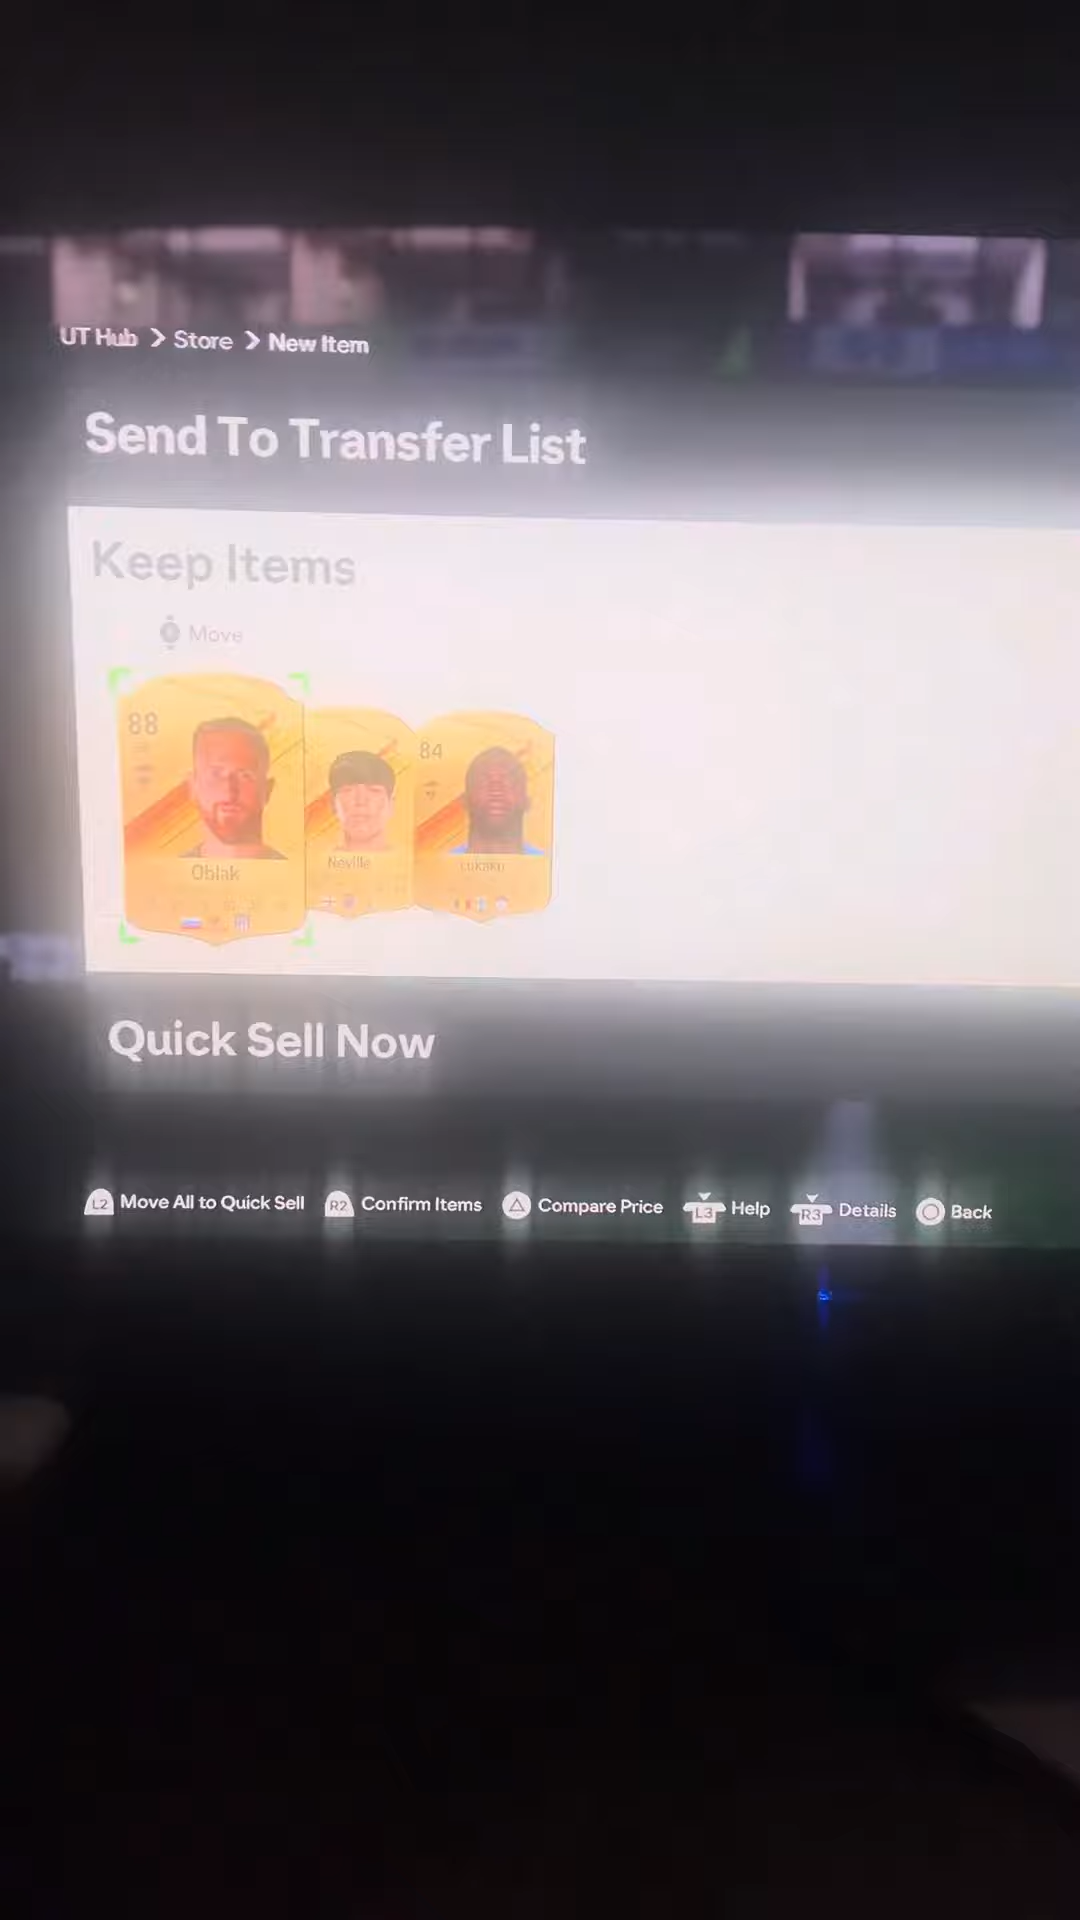 UT Hub > Store > New Item
Send To Transfer List
Keep Items
Move
88
Oblak
Neville
84
Lukaku
Quick Sell Now
L2 Move All to Quick Sell R2 Confirm Items Compare Price L3 Help R3 Details Back